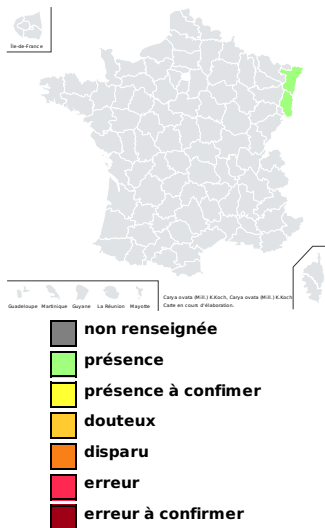 Île-de-France
Guadeloupe Martinique Guyane La Réunion Mayotte
Carya ovata (Mill.) K.Koch, Carya ovata (Mill.) K.Koch
Carte en cours d'élaboration.
non renseignée
présence
présence à confimer
douteux
disparu
erreur
erreur à confirmer